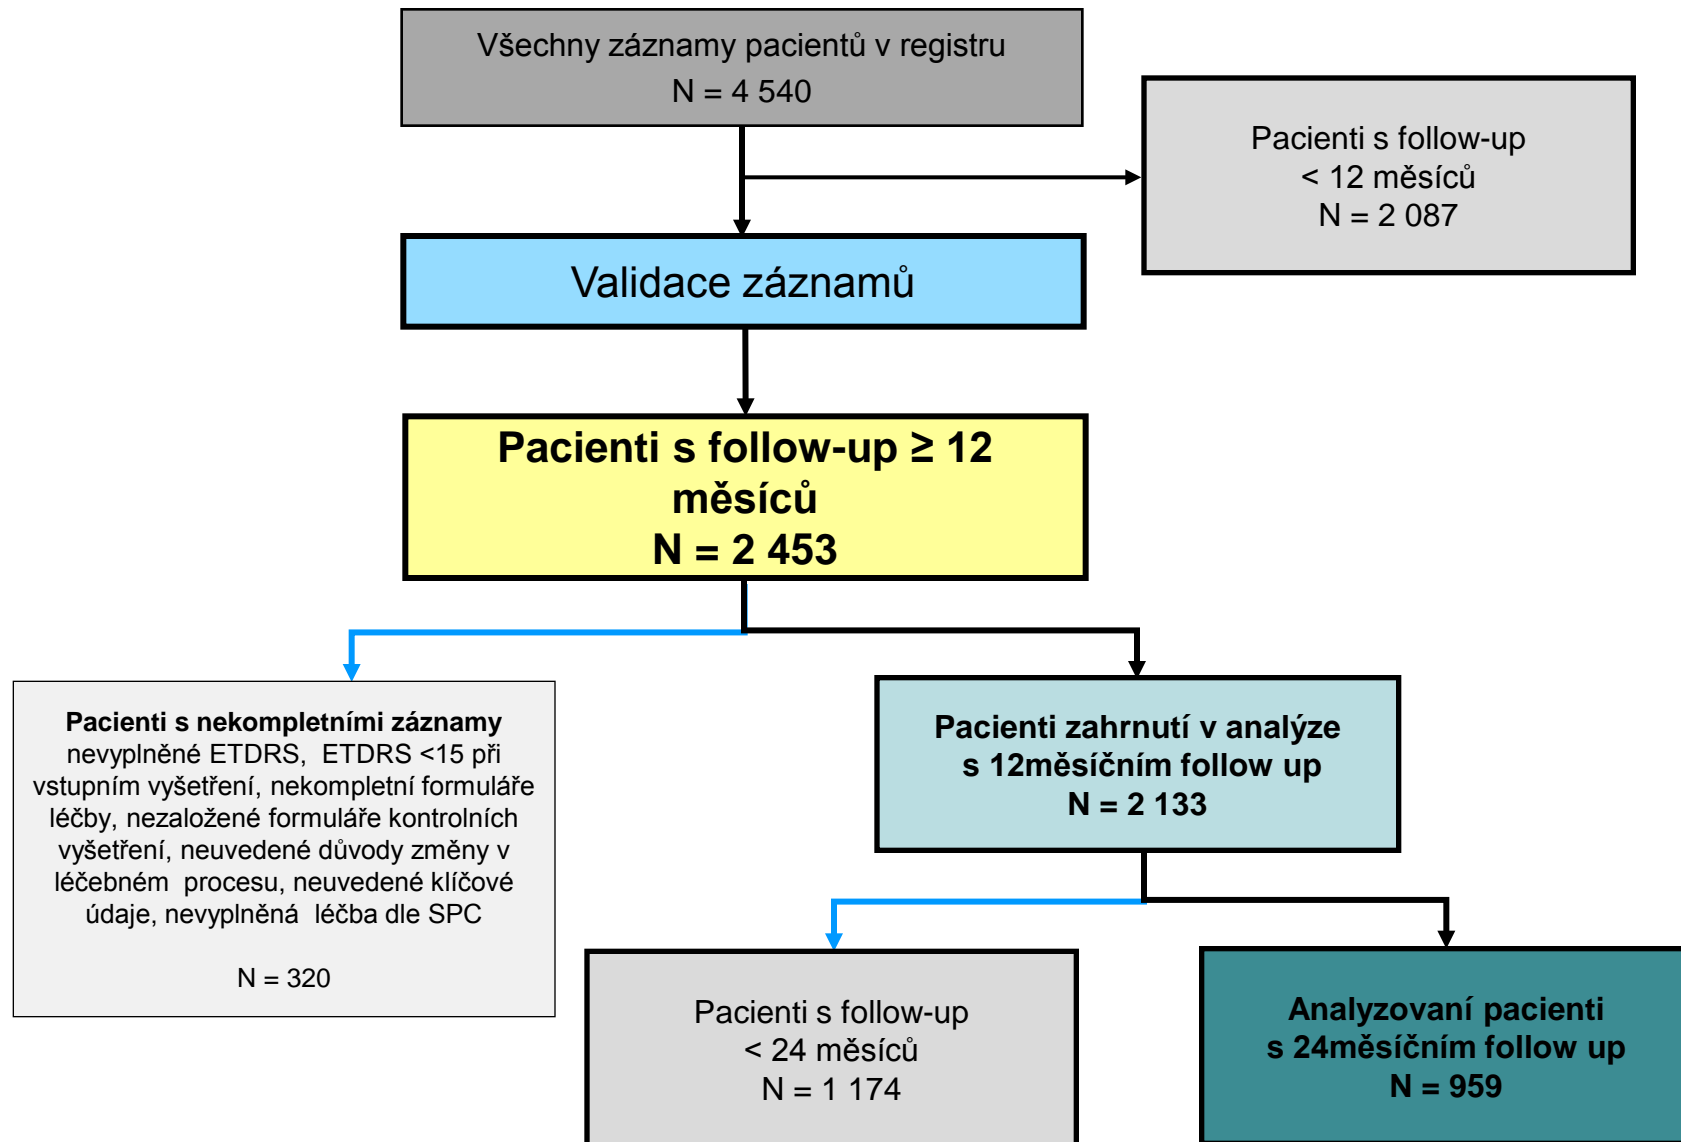 Všechny záznamy pacientů v registru
N = 4 540
Pacienti s follow-up
< 12 měsíců
N = 2 087
Validace záznamů
Pacienti s follow-up ≥ 12
měsíců
N = 2 453
Pacienti s nekompletními záznamy
nevyplněné ETDRS, ETDRS <15 při
vstupním vyšetření, nekompletní formuláře
léčby, nezaložené formuláře kontrolních
vyšetření, neuvedené důvody změny v
léčebném procesu, neuvedené klíčové
údaje, nevyplněná léčba dle SPC
N = 320
Pacienti zahrnutí v analýze
s 12měsíčním follow up
N = 2 133
Pacienti s follow-up
< 24 měsíců
N = 1 174
Analyzovaní pacienti
s 24měsíčním follow up
N = 959